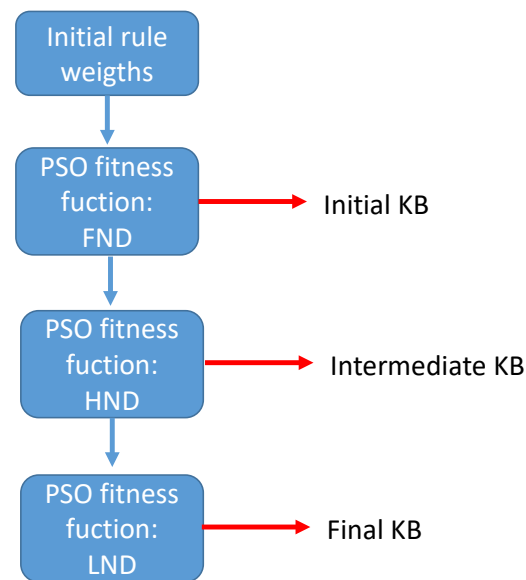 Initial rule
weigths
PSO fitness
fuction:
FND
Initial KB
PSO fitness
fuction:
HND
Intermediate KB
PSO fitness
fuction:
LND
Final KB